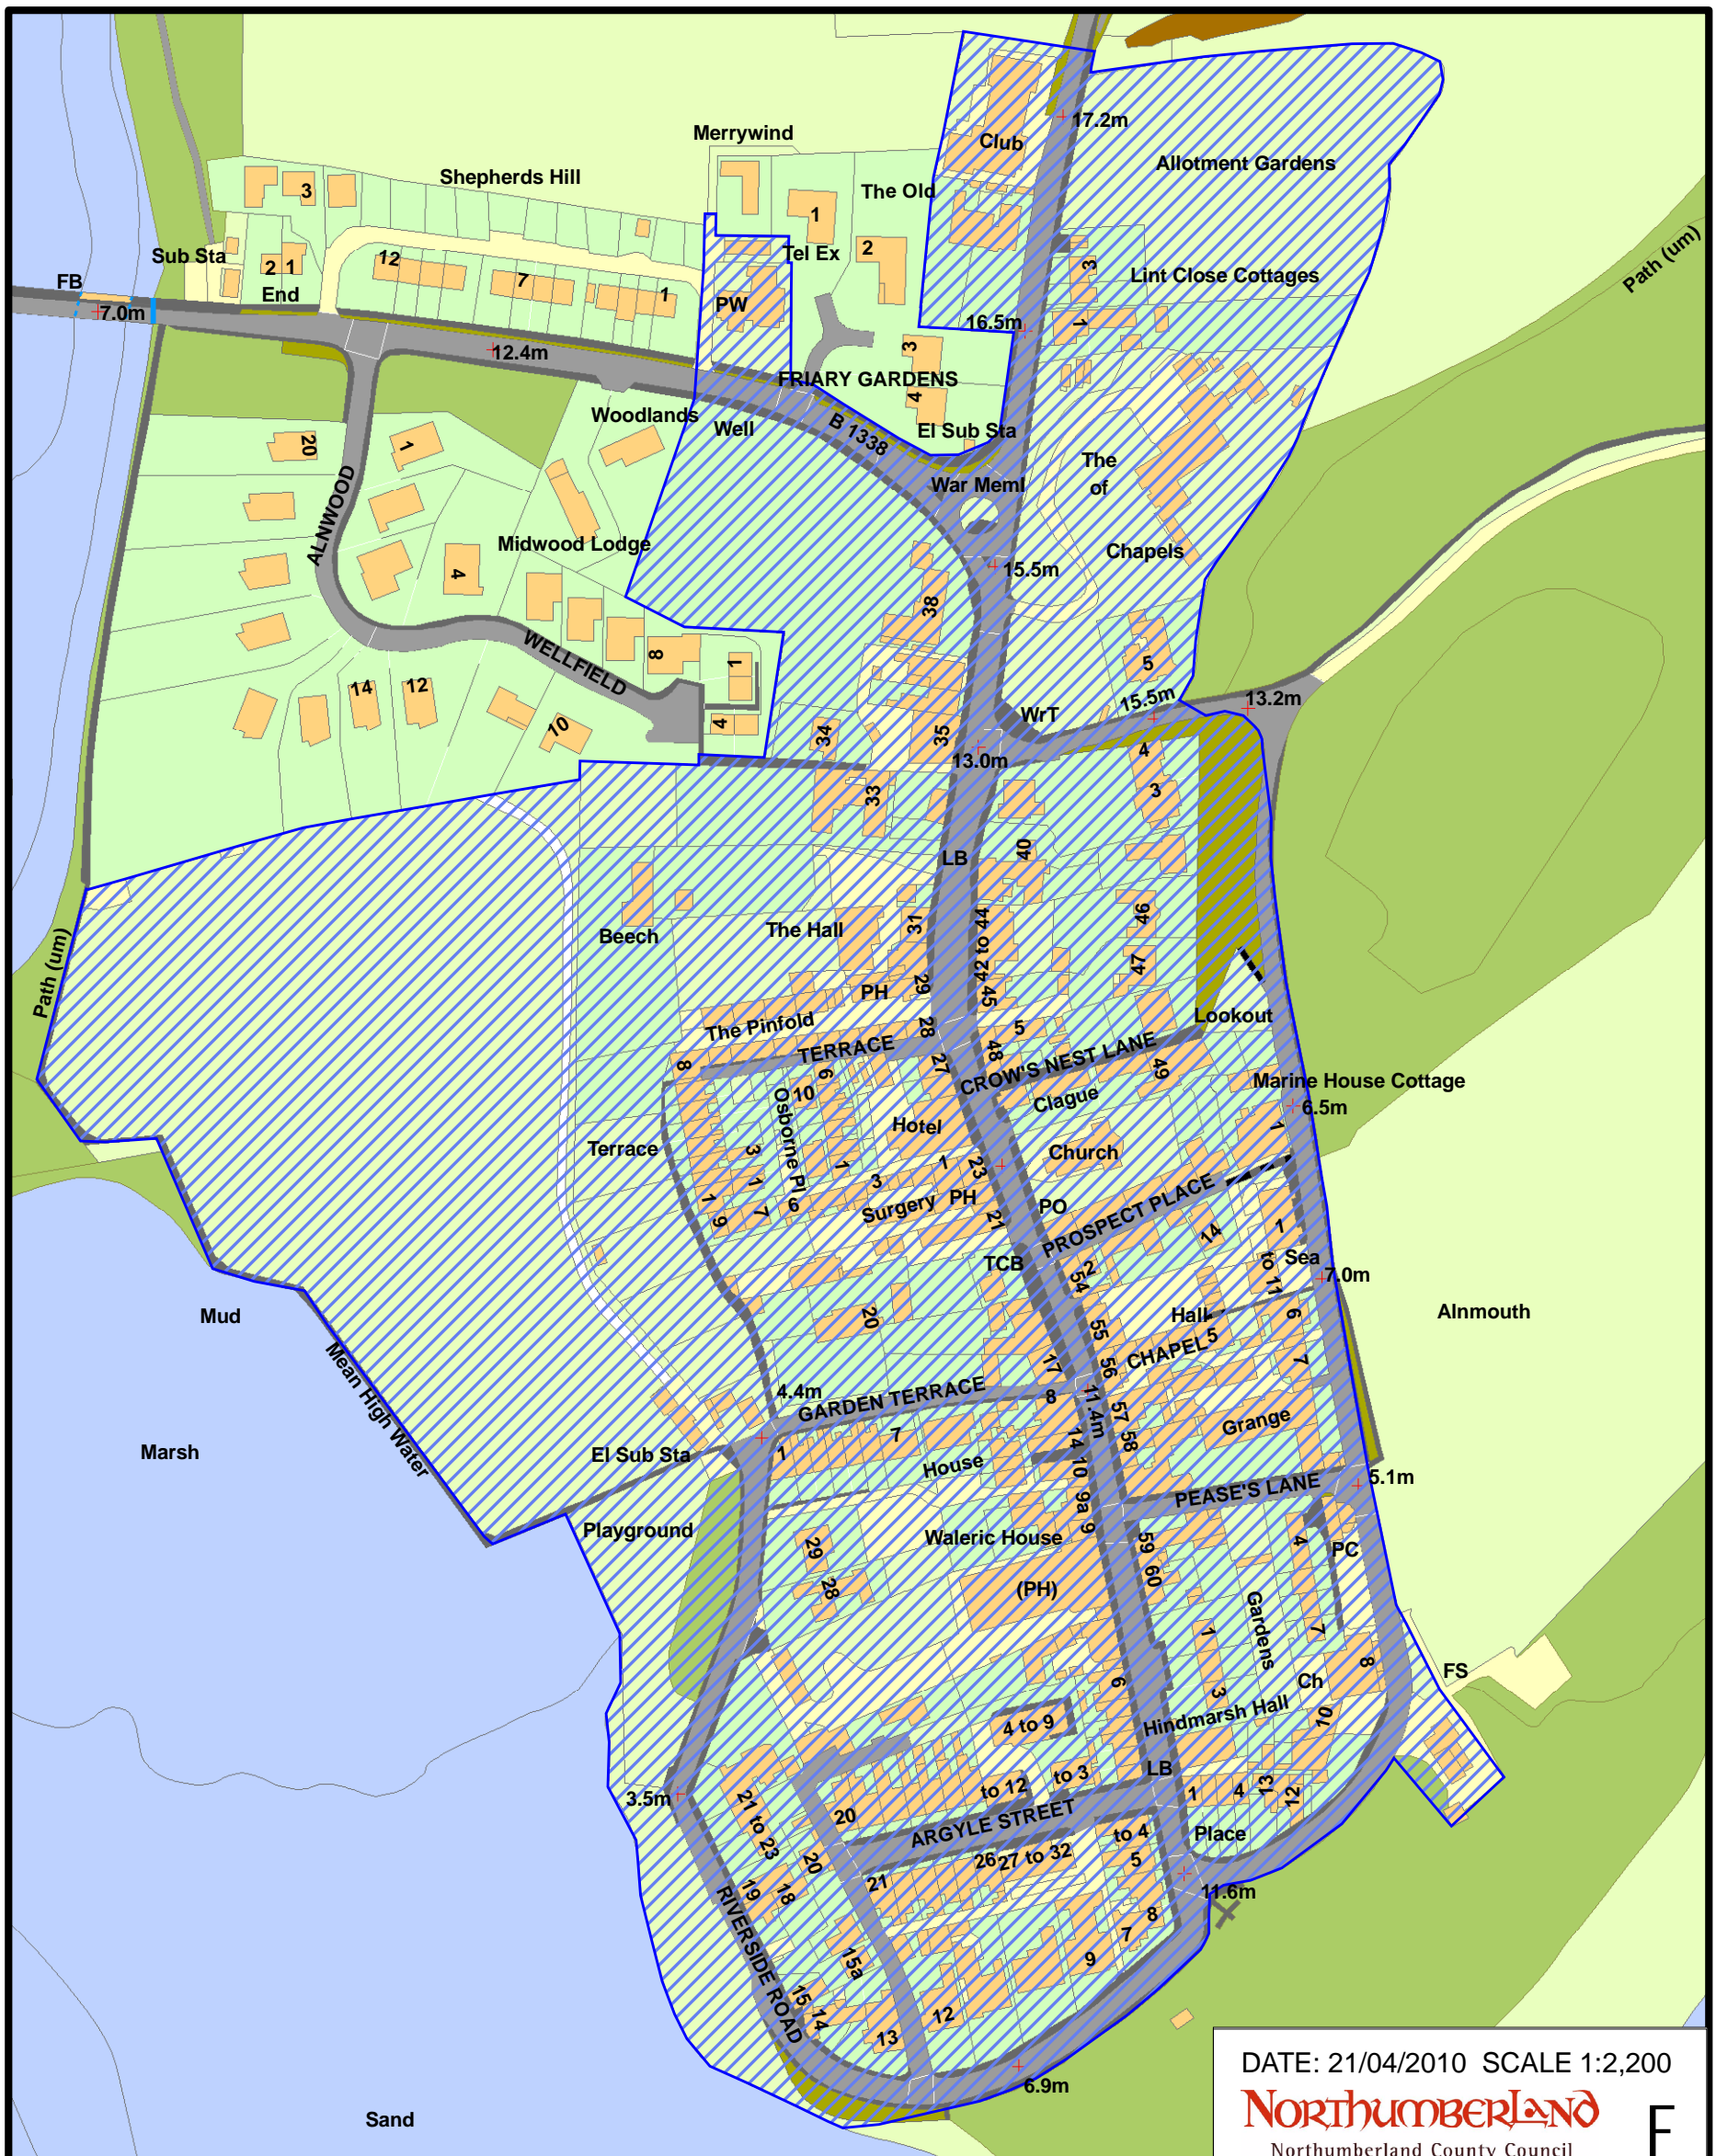 17.2m
Club
Merrywind
Allotment Gardens
Shepherds Hill
The Old
3
1
Path (um)
Sub Sta
2 1
12
Tel Ex
2
3
Lint Close Cottages
FB
End
7
1
PW
7.0m
16.5m
1
12.4m
3
FRIARY GARDENS
4
Woodlands
Well
B 1338
El Sub Sta
20
1
The
of
War Meml
ALNWOOD
Midwood Lodge
Chapels
4
15.5m
38
WELLFIELD
8
1
5
14
12
15.5m
13.2m
10
4
34
35
WrT
13.0m
4
3
33
LB
40
Beech
The Hall
31
42 to 44
46
47
Path (um)
PH
29
45
Lookout
The Pinfold
28
5
TERRACE
48
8
27
CROW'S NEST LANE
49
6
10
Clague
Marine House Cottage
6.5m
Osborne Pl
Hotel
1
Terrace
3
1
1
23
Church
1
1
7
6
3
Surgery
PH
PO
9
21
PROSPECT PLACE
14
1
to 11
Sea
TCB
2
54
7.0m
Mud
20
55
Hall
5
6
Alnmouth
CHAPEL
7
Mean High Water
17
56
4.4m
GARDEN TERRACE
8
11.4m
57
58
Grange
Marsh
El Sub Sta
1
7
14
House
10
PEASE'S LANE
5.1m
9a
9
Playground
Waleric House
59
4
PC
29
28
(PH)
60
Gardens
1
7
8
FS
6
3
Ch
Hindmarsh Hall
10
4 to 9
LB
to 3
to 12
1
4
13
12
3.5m
21 to 23
20
ARGYLE STREET
to 4
Place
20
26
27 to 32
5
19
18
21
11.6m
RIVERSIDE ROAD
8
7
15a
9
15
14
12
13
6.9m
Sand
DATE: 21/04/2010 SCALE 1:2,200
NORTHUMBERLAND
Northumberland County Council